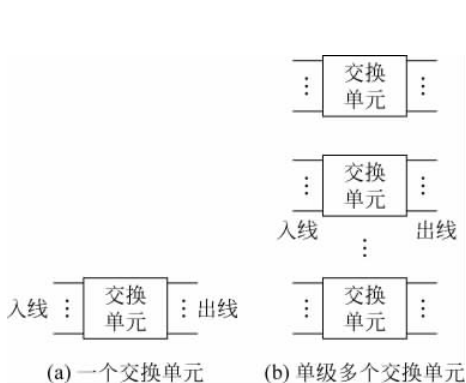 交换
单元
交换
单元
入线
出线
⋮
入线
交换
单元
出线
交换
单元
(a) 一个交换单元
(b) 单级多个交换单元